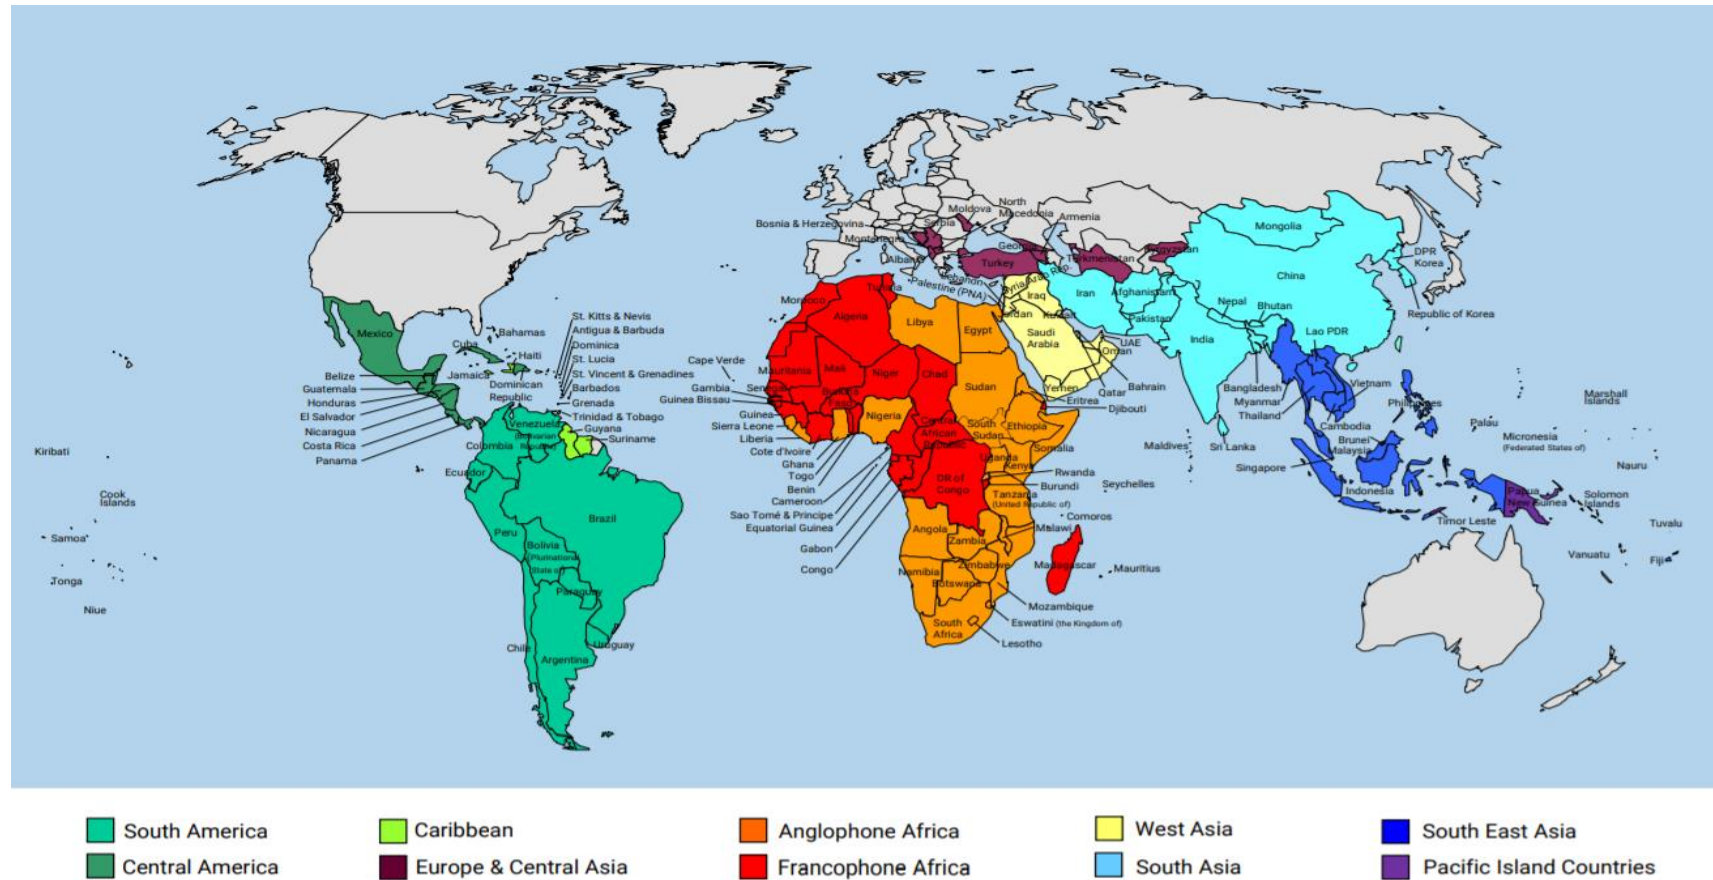 Mexico
Cuba
Bahamas
Haiti
Jamaica
Dominican
Republic
St. Kitts & Nevis
Antigua & Barbuda
Dominica
St. Lucia
St. Vincent & Grenadines
Barbados
Grenada
Trinidad & Tobago
Guyana
Suriname
Belize
Guatemala
Honduras
El Salvador
Nicaragua
Costa Rica
Panama
Venezuela
(Bolivarian
Republic)
Colombia
Ecuador
Brazil
Peru
Bolivia
(Plurinational
State of)
Paraguay
Chile
Argentina
Uruguay
Kiribati
Cook
Islands
Samoa
Tonga
Niue
Bosnia & Herzegovina
Montenegro
Albania
Serbia
Moldova
North
Macedonia
Armenia
Georgia
Turkey
Turkmenistan
Kyrgyzstan
Lebanon
Palestine (PNA)
Syria Arab Rep.
Iraq
Jordan
Kuwait
Saudi
Arabia
Yemen
Oman
UAE
Qatar
Bahrain
Iran
Afghanistan
Pakistan
India
Nepal
Bhutan
China
Mongolia
DPR
Korea
Republic of Korea
Lao PDR
Bangladesh
Myanmar
Thailand
Vietnam
Cambodia
Philippines
Brunei
Malaysia
Singapore
Indonesia
Sri Lanka
Maldives
Timor Leste
Papua
New Guinea
Palau
Micronesia
(Federated States of)
Marshall
Islands
Nauru
Solomon
Islands
Tuvalu
Vanuatu
Fiji
Morocco
Algeria
Tunisia
Libya
Egypt
Mauritania
Mali
Niger
Chad
Sudan
Eritrea
Djibouti
Cape Verde
Senegal
Gambia
Guinea Bissau
Guinea
Sierra Leone
Liberia
Cote d'Ivoire
Ghana
Togo
Benin
Burkina
Faso
Nigeria
Cameroon
Sao Tomé & Principe
Equatorial Guinea
Gabon
Congo
Central
African
Republic
South
Sudan
Ethiopia
Somalia
Uganda
Kenya
Rwanda
Burundi
DR of
Congo
Tanzania
(United Republic of)
Seychelles
Comoros
Malawi
Angola
Zambia
Zimbabwe
Namibia
Botswana
Madagascar
Mauritius
Mozambique
Eswatini (the Kingdom of)
Lesotho
South
Africa
South America
Caribbean
Anglophone Africa
West Asia
South East Asia
Central America
Europe & Central Asia
Francophone Africa
South Asia
Pacific Island Countries